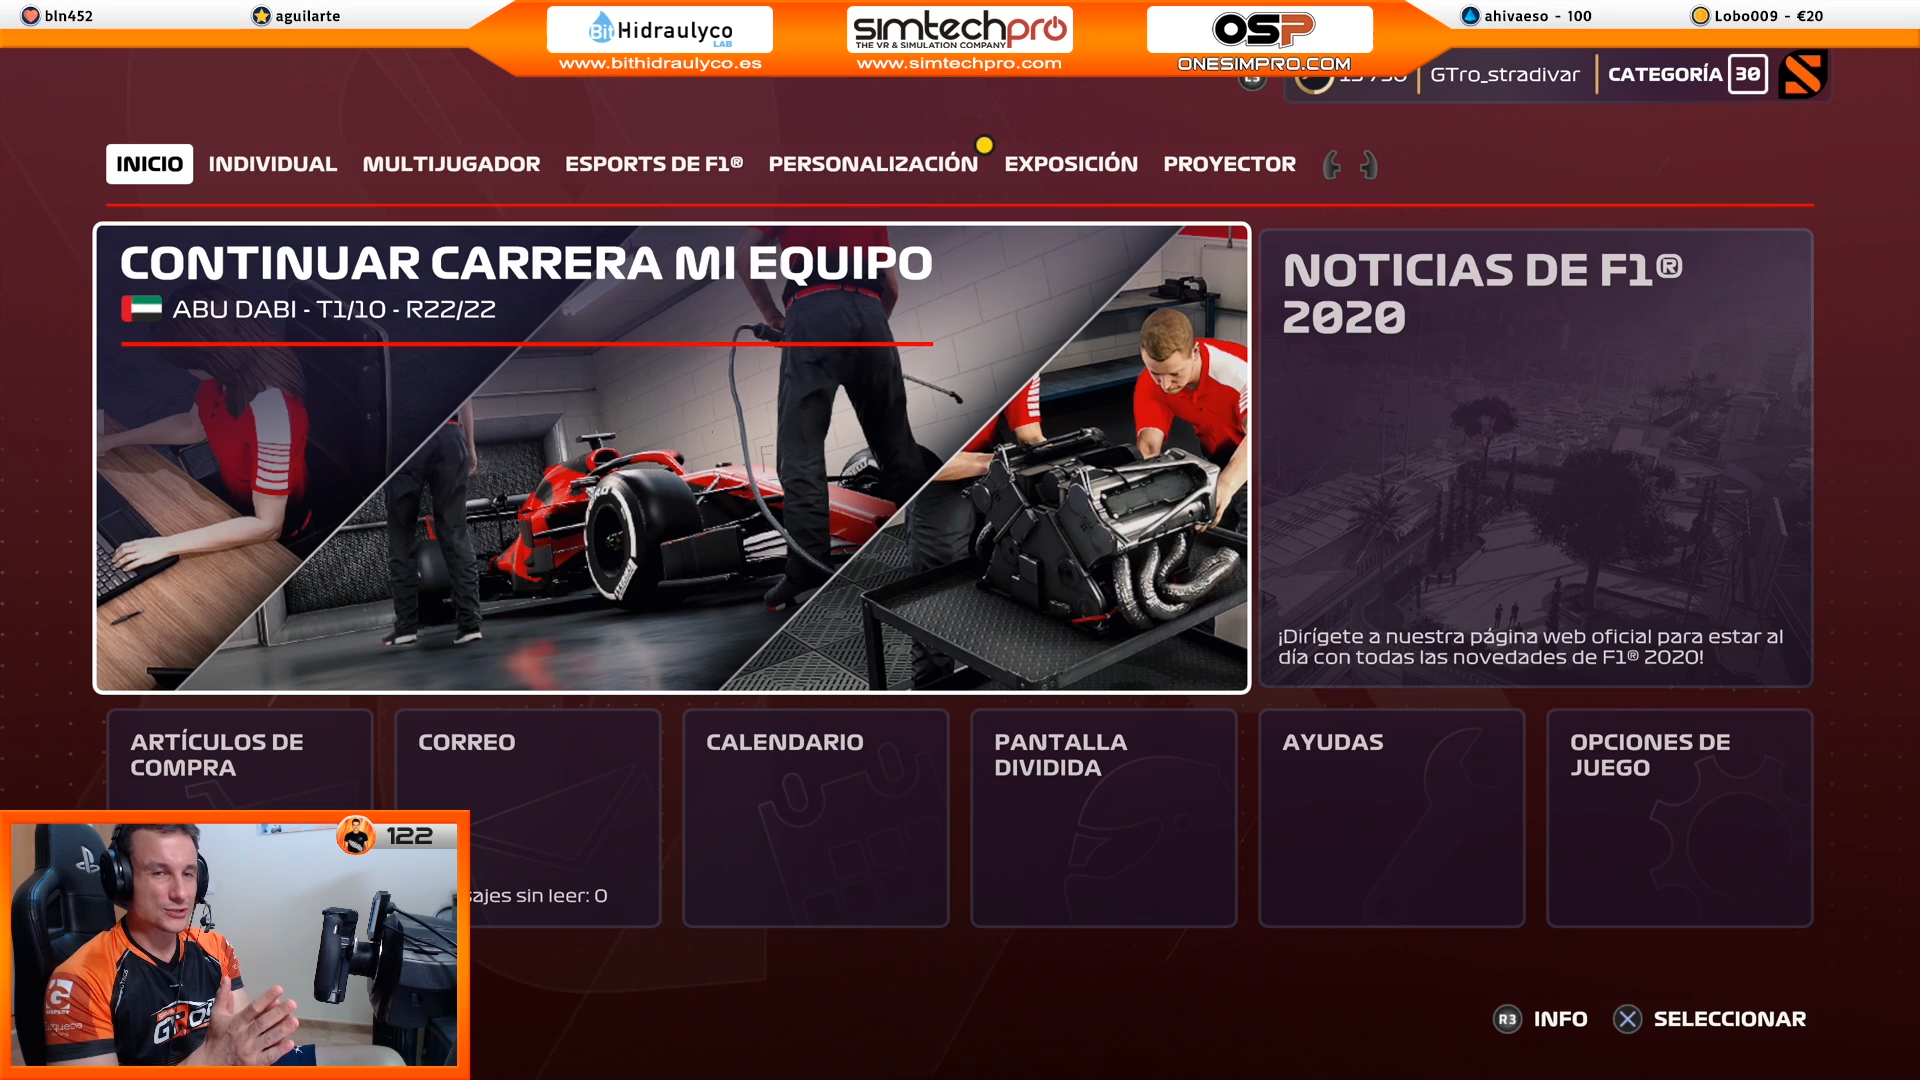 bln452
aguilarte
BitHidraulyco
LAB
www.bithidraulyco.es
simtechpro
THE VR & SIMULATION COMPANY
www.simtechpro.com
OSP
ONESIMPRO.COM
ahivaeso - 100
Lobo009 - €20
GTro_stradivar
CATEGORÍA 30
INICIO
INDIVIDUAL
MULTIJUGADOR
ESPORTS DE F1®
PERSONALIZACIÓN
EXPOSICIÓN
PROYECTOR
CONTINUAR CARRERA MI EQUIPO
ABU DABI - T1/10 - R22/22
NOTICIAS DE F1®
2020
¡Dirígete a nuestra página web oficial para estar al
día con todas las novedades de F1® 2020!
ARTÍCULOS DE
COMPRA
CORREO
sajes sin leer: 0
CALENDARIO
PANTALLA
DIVIDIDA
AYUDAS
OPCIONES DE
JUEGO
122
R3 INFO
SELECCIONAR